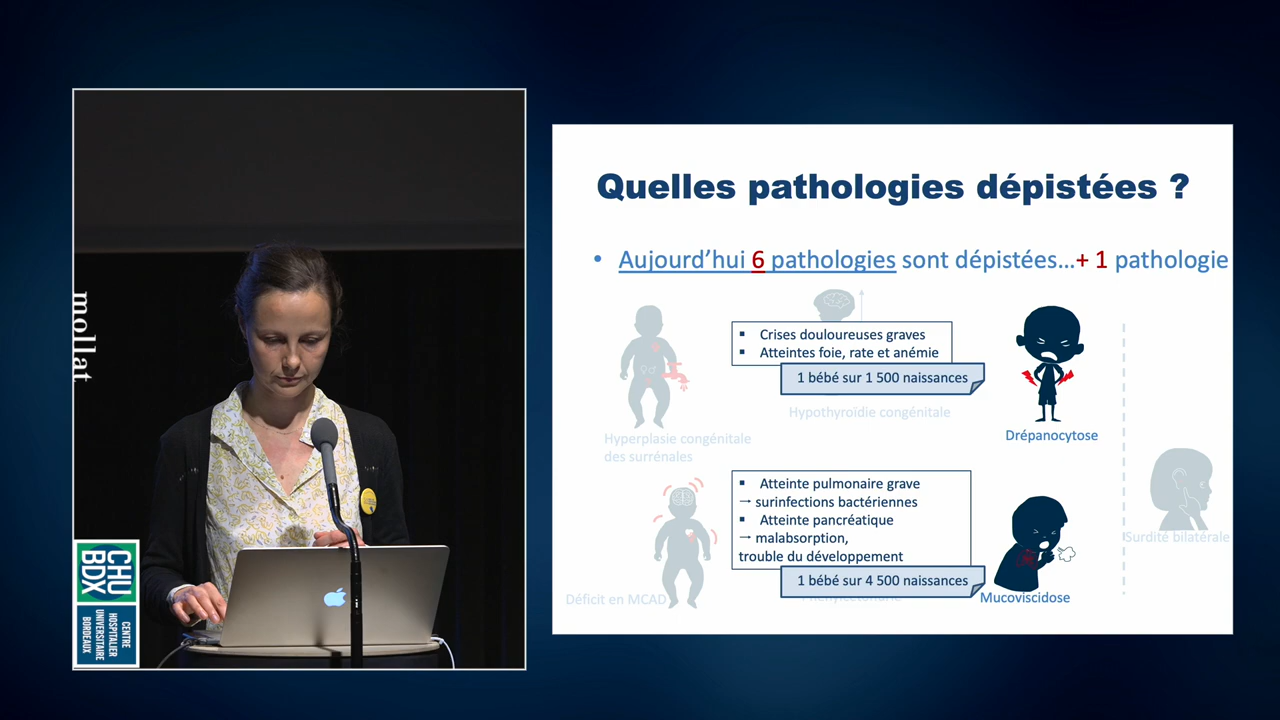 mollat
CHU
BDX
CENTRE
HOSPITALIER
UNIVERSITAIRE
BORDEAUX
Quelles pathologies dépistées ?
• Aujourd’hui 6 pathologies sont dépistées…+ 1 pathologie
▪ Crises douloureuses graves
▪ Atteintes foie, rate et anémie
1 bébé sur 1 500 naissances
Hypothyroïdie congénitale
Hyperplasie congénitale
des surrénales
Drépanocytose
▪ Atteinte pulmonaire grave
→ surinfections bactériennes
▪ Atteinte pancréatique
→ malabsorption,
trouble du développement
1 bébé sur 4 500 naissances
Surdité bilatérale
Déficit en MCAD
Mucoviscidose